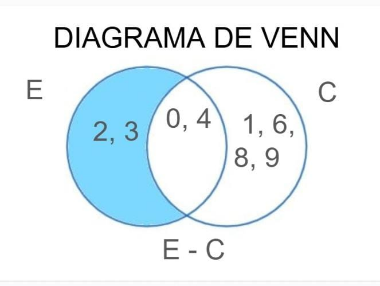 DIAGRAMA DE VENN
E
C
2, 3
0, 4
1, 6,
8, 9
E - C